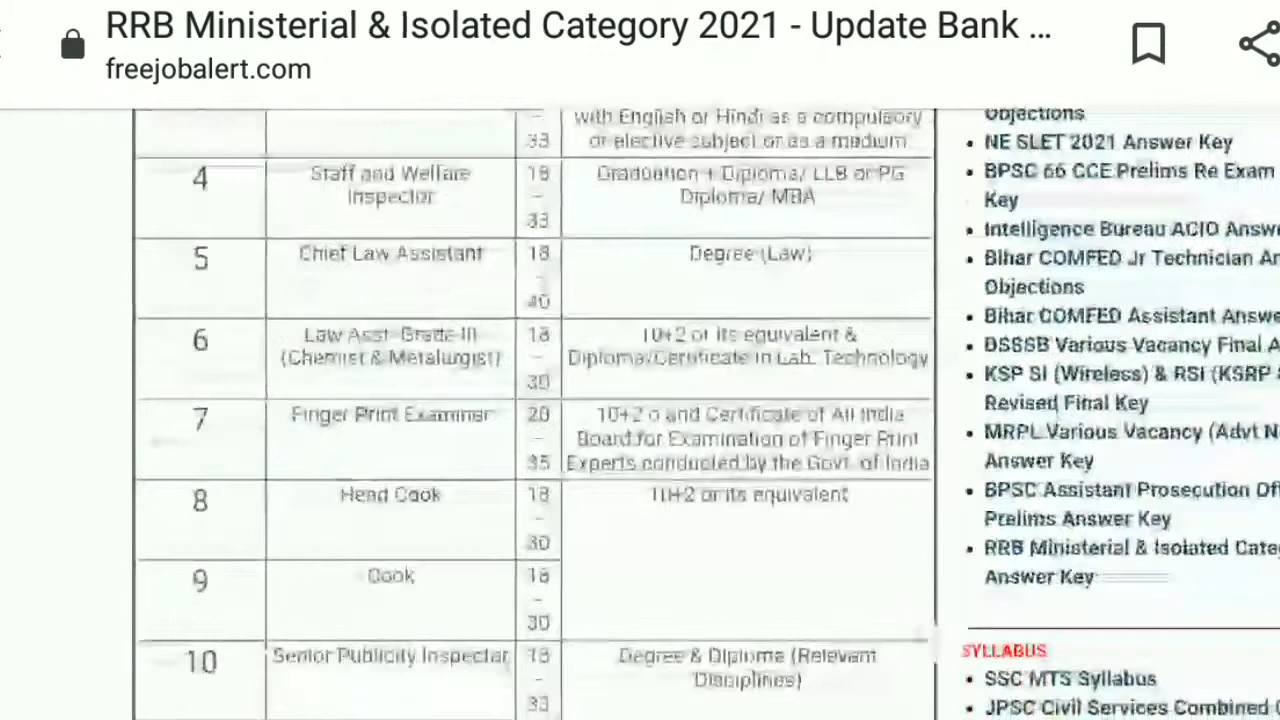 RRB Ministerial & Isolated Category 2021 - Update Bank ...
freejobalert.com
- with English or Hindi as a compulsory
33 or elective subject or as a medium
4 Staff and Welfare Inspector 18 - 33 Graduation + Diploma/ LLB or PG Diploma/ MBA
5 Chief Law Assistant 18 - 40 Degree (Law)
6 Law Asst-Grade-III (Chemist & Metalurgist) 18 - 30 10+2 or its equivalent & Diploma/Certificate in Lab. Technology
7 Finger Print Examiner 20 - 35 10+2 o and Certificate of All India Board for Examination of Finger Print Experts conducted by the Govt. of India
8 Head Cook 18 - 30 10+2 or its equivalent
9 Cook 18 - 30
10 Senior Publicity Inspector 18 - 33 Degree & Diploma (Relevant Disciplines)
Objections
• NE SLET 2021 Answer Key
• BPSC 66 CCE Prelims Re Exam
Key
• Intelligence Bureau ACIO Answ
• Bihar COMFED Jr Technician An
Objections
• Bihar COMFED Assistant Answe
• DSSSB Various Vacancy Final A
• KSP SI (Wireless) & RSI (KSRP &
Revised Final Key
• MRPL Various Vacancy (Advt N
Answer Key
• BPSC Assistant Prosecution Off
Prelims Answer Key
• RRB Ministerial & Isolated Cate
Answer Key
SYLLABUS
• SSC MTS Syllabus
• JPSC Civil Services Combined (